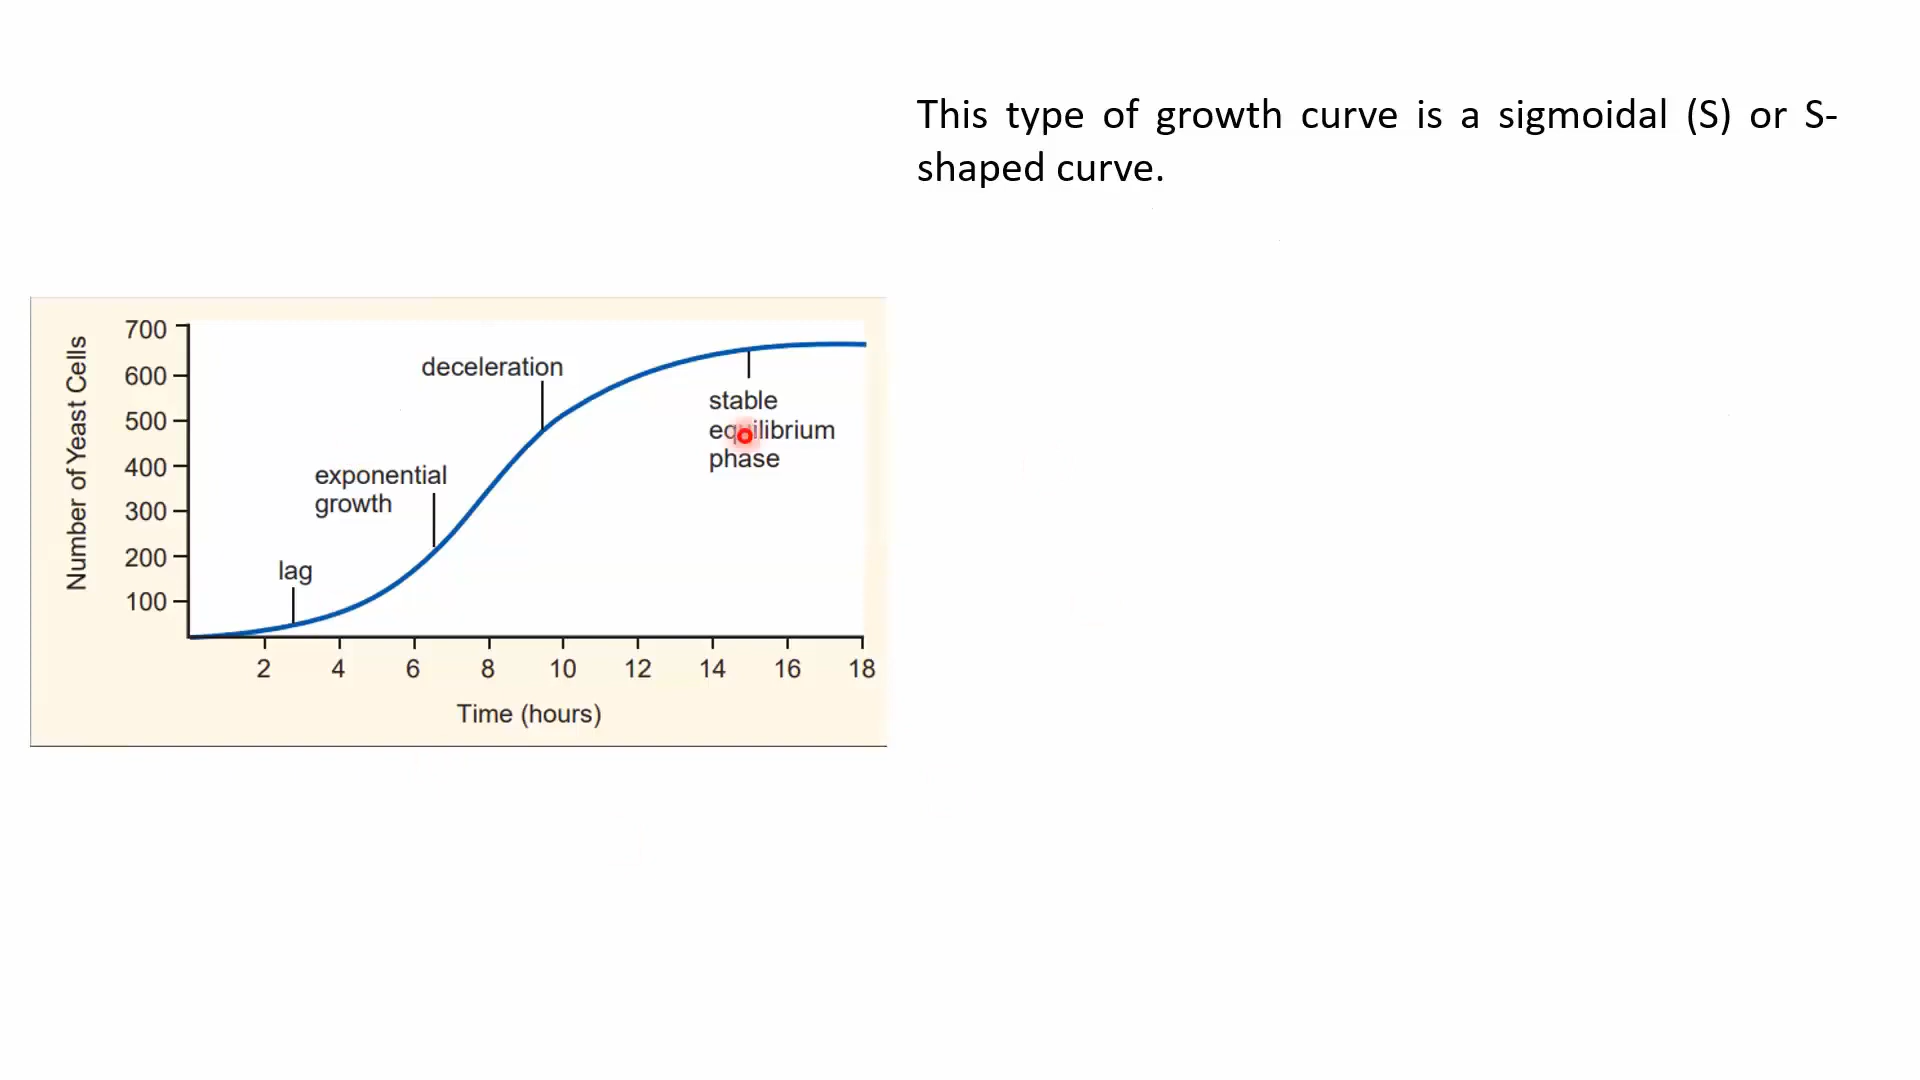 This type of growth curve is a sigmoidal (S) or S-
shaped curve.
Number of Yeast Cells
700
600
500
400
300
200
100
deceleration
exponential
growth
lag
stable
equilibrium
phase
2 4 6 8 10 12 14 16 18
Time (hours)